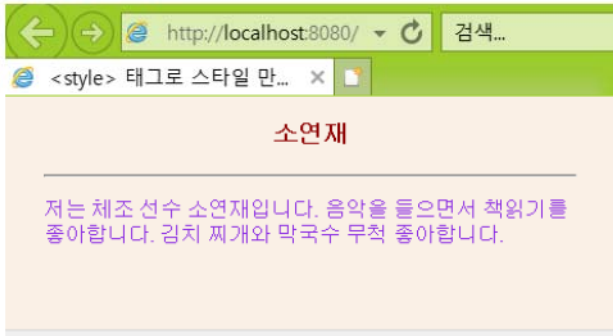 http://localhost:8080/
검색...
<style> 태그로 스타일 만...
소연재
저는 체조 선수 소연재입니다. 음악을 들으면서 책읽기를
좋아합니다. 김치 찌개와 막국수 무척 좋아합니다.